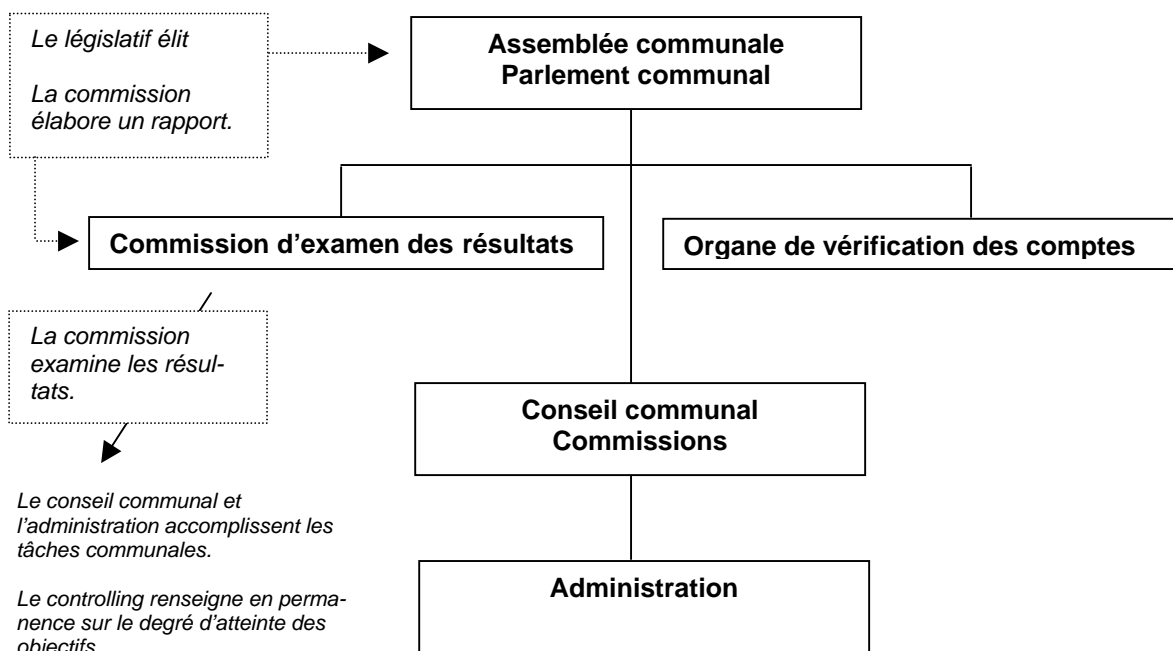 Le législatif élit
La commission
élabore un rapport.
Assemblée communale
Parlement communal
Commission d'examen des résultats
Organe de vérification des comptes
La commission
examine les résul-
tats.
Conseil communal
Commissions
Le conseil communal et
l'administration accomplissent les
tâches communales.
Le controlling renseigne en perma-
nence sur le degré d'atteinte des
objectifs
Administration